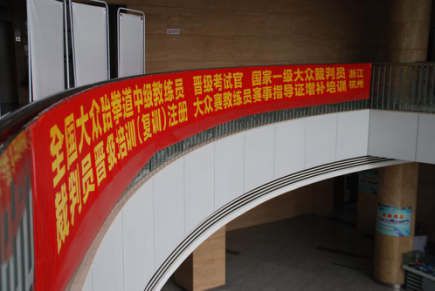 全国大众跆拳道中级教练员 晋级考试官 国家一级大众裁判员 浙江
裁判员晋级培训(复训)注册 大众赛教练员赛事指导证增补培训 杭州